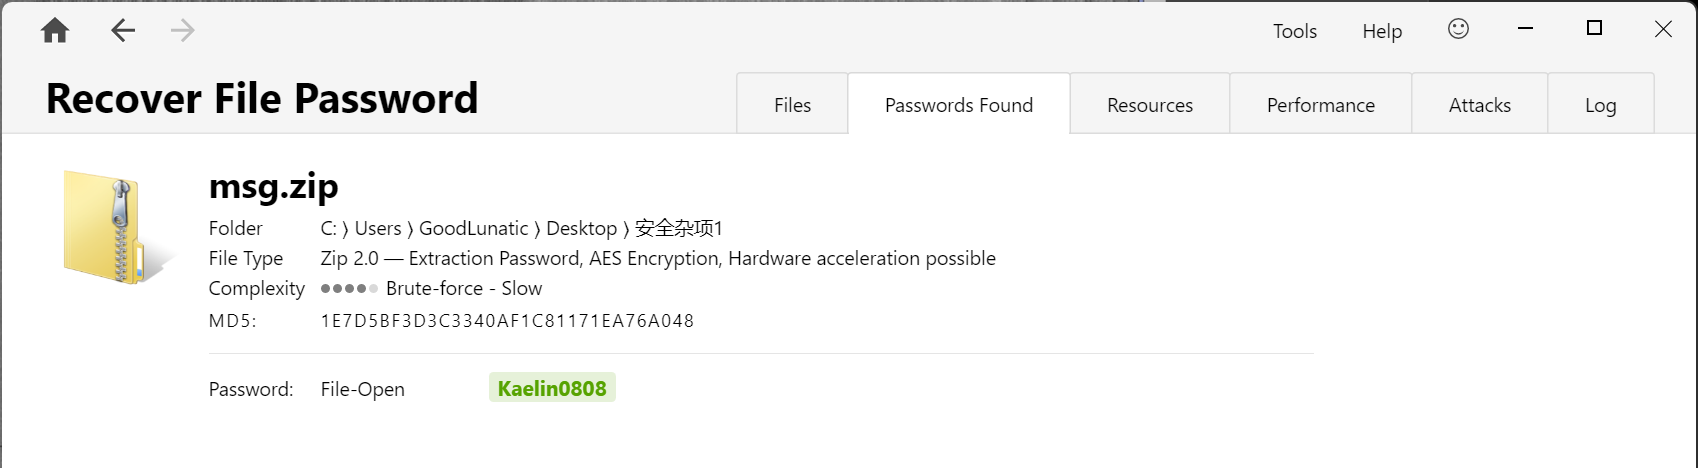 Tools Help
Recover File Password
Files Passwords Found Resources Performance Attacks Log
msg.zip
Folder C: ⟩ Users ⟩ GoodLunatic ⟩ Desktop ⟩ 安全杂项1
File Type Zip 2.0 — Extraction Password, AES Encryption, Hardware acceleration possible
Complexity Brute-force - Slow
MD5: 1E7D5BF3D3C3340AF1C81171EA76A048
Password: File-Open Kaelin0808